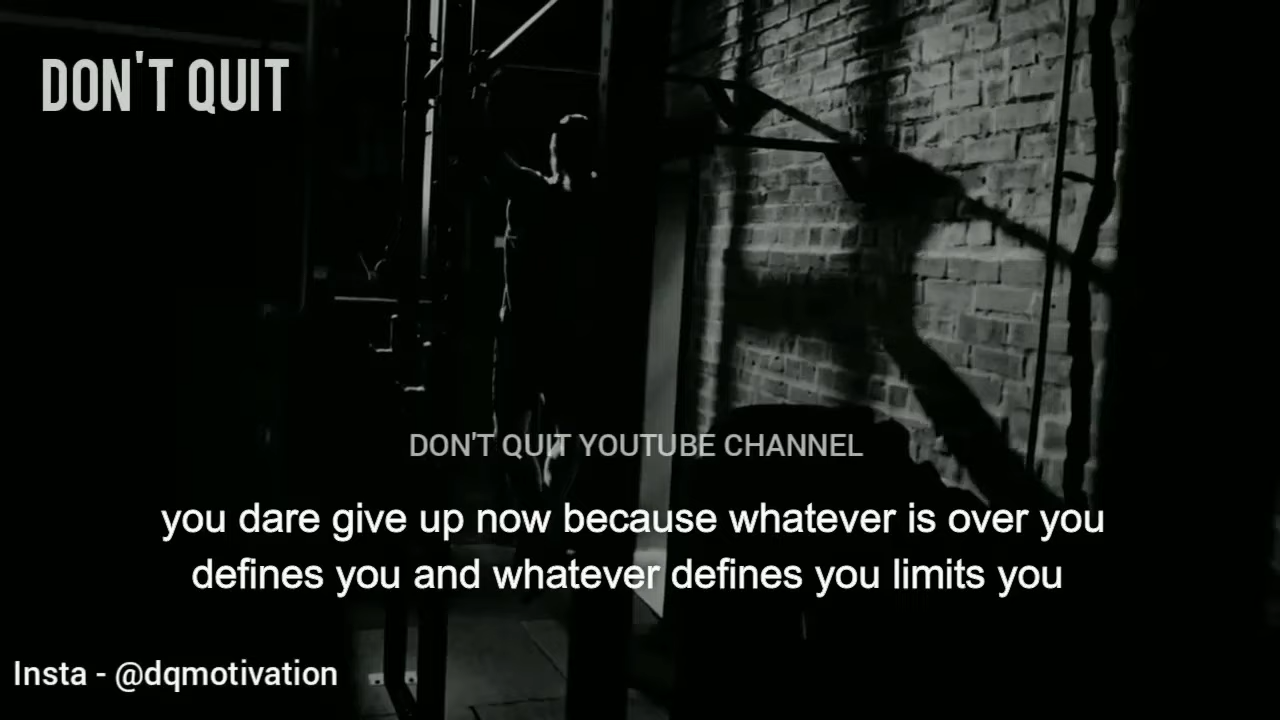 DON'T QUIT
DON'T QUIT YOUTUBE CHANNEL
you dare give up now because whatever is over you
defines you and whatever defines you limits you
Insta - @dqmotivation